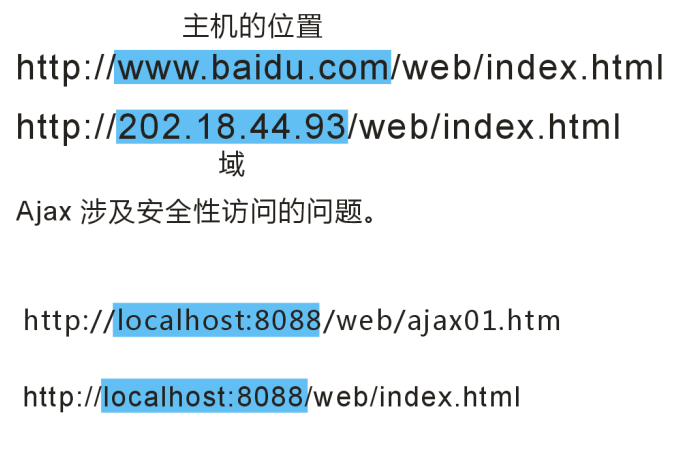 主机的位置
http://www.baidu.com/web/index.html
http://202.18.44.93/web/index.html
域
Ajax 涉及安全性访问的问题。
http://localhost:8088/web/ajax01.htm
http://localhost:8088/web/index.html